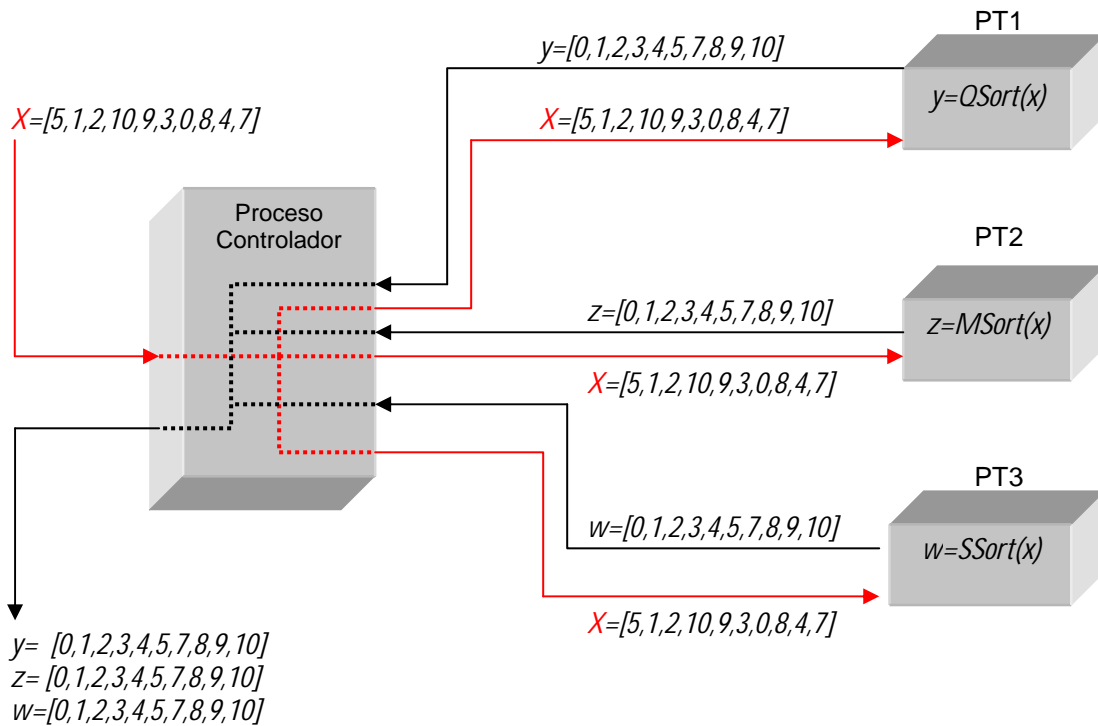 PT1
y=[0,1,2,3,4,5,7,8,9,10]
y=QSort(x)
X=[5,1,2,10,9,3,0,8,4,7]
X=[5,1,2,10,9,3,0,8,4,7]
Proceso
Controlador
PT2
z=[0,1,2,3,4,5,7,8,9,10]
z=MSort(x)
X=[5,1,2,10,9,3,0,8,4,7]
PT3
w=[0,1,2,3,4,5,7,8,9,10]
w=SSort(x)
X=[5,1,2,10,9,3,0,8,4,7]
y= [0,1,2,3,4,5,7,8,9,10]
z= [0,1,2,3,4,5,7,8,9,10]
w=[0,1,2,3,4,5,7,8,9,10]